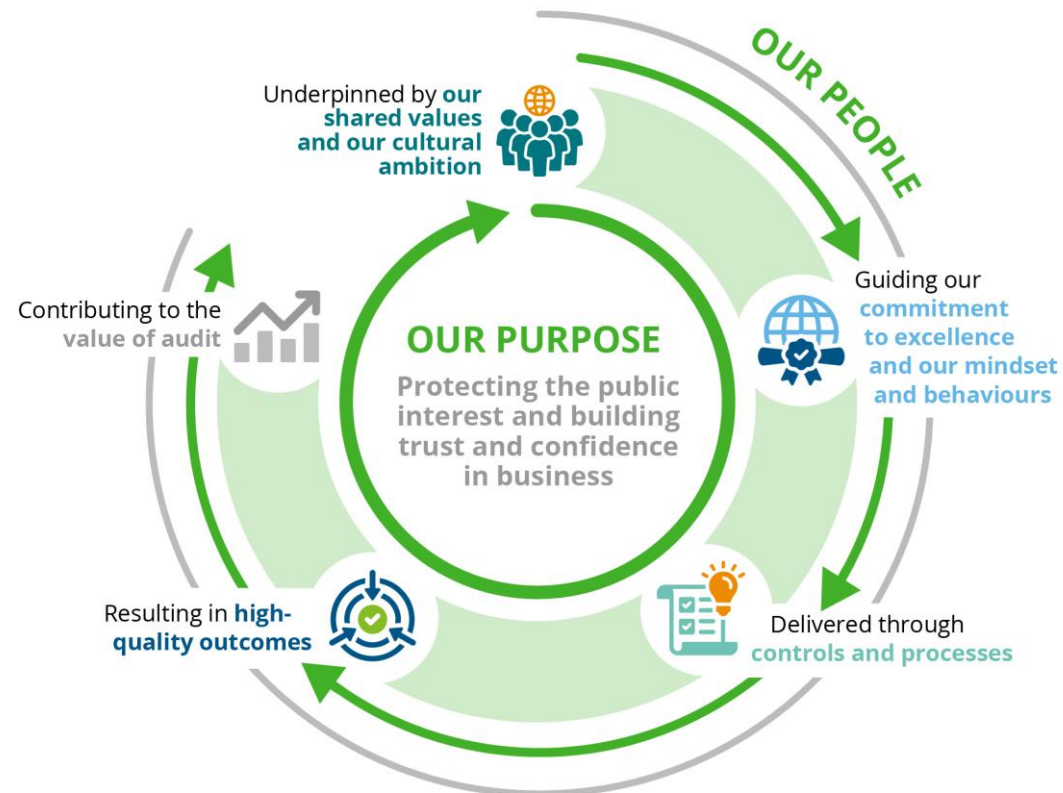 OUR PEOPLE
Underpinned by our
shared values
and our cultural
ambition
Guiding our
commitment
to excellence
and our mindset
and behaviours
Delivered through
controls and processes
Resulting in high-
quality outcomes
Contributing to the
value of audit
OUR PURPOSE
Protecting the public
interest and building
trust and confidence
in business